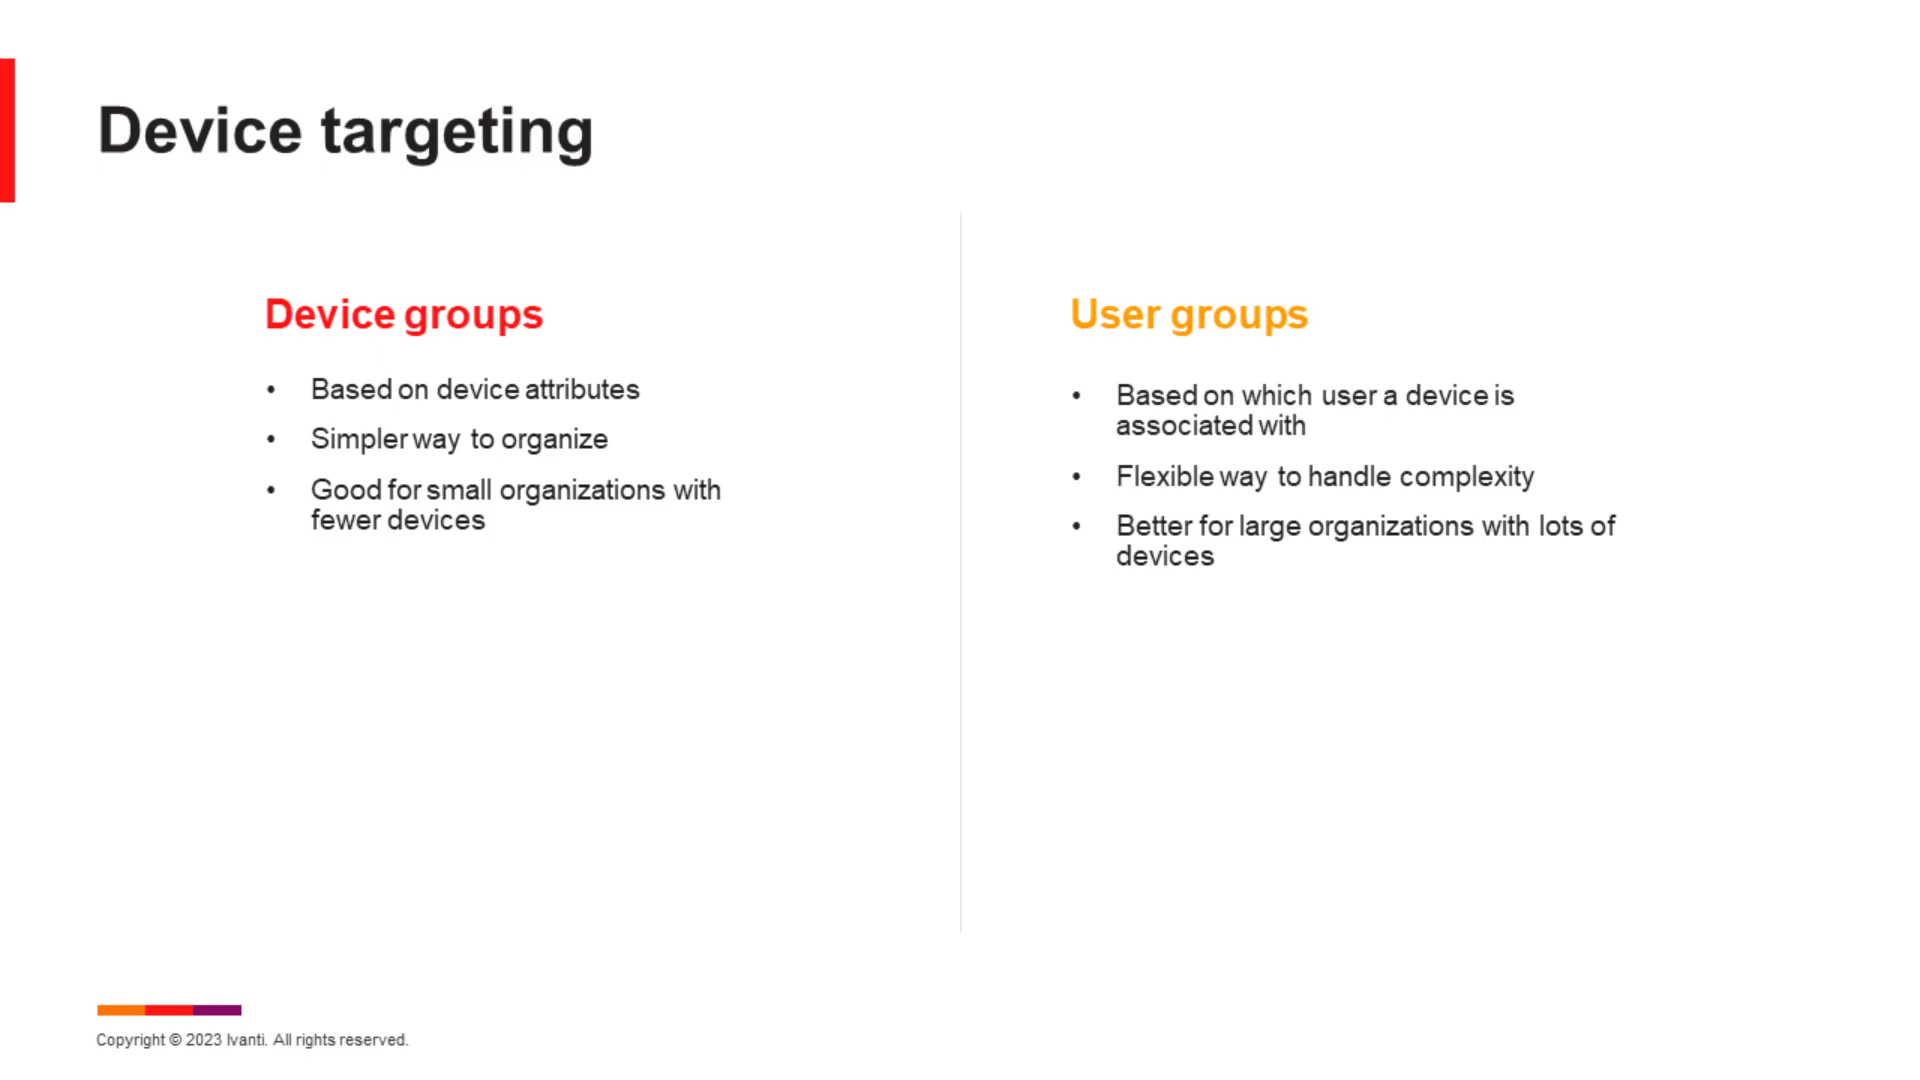 Device targeting
Device groups
• Based on device attributes
• Simpler way to organize
• Good for small organizations with
fewer devices
User groups
• Based on which user a device is
associated with
• Flexible way to handle complexity
• Better for large organizations with lots of
devices
Copyright © 2023 Ivanti. All rights reserved.